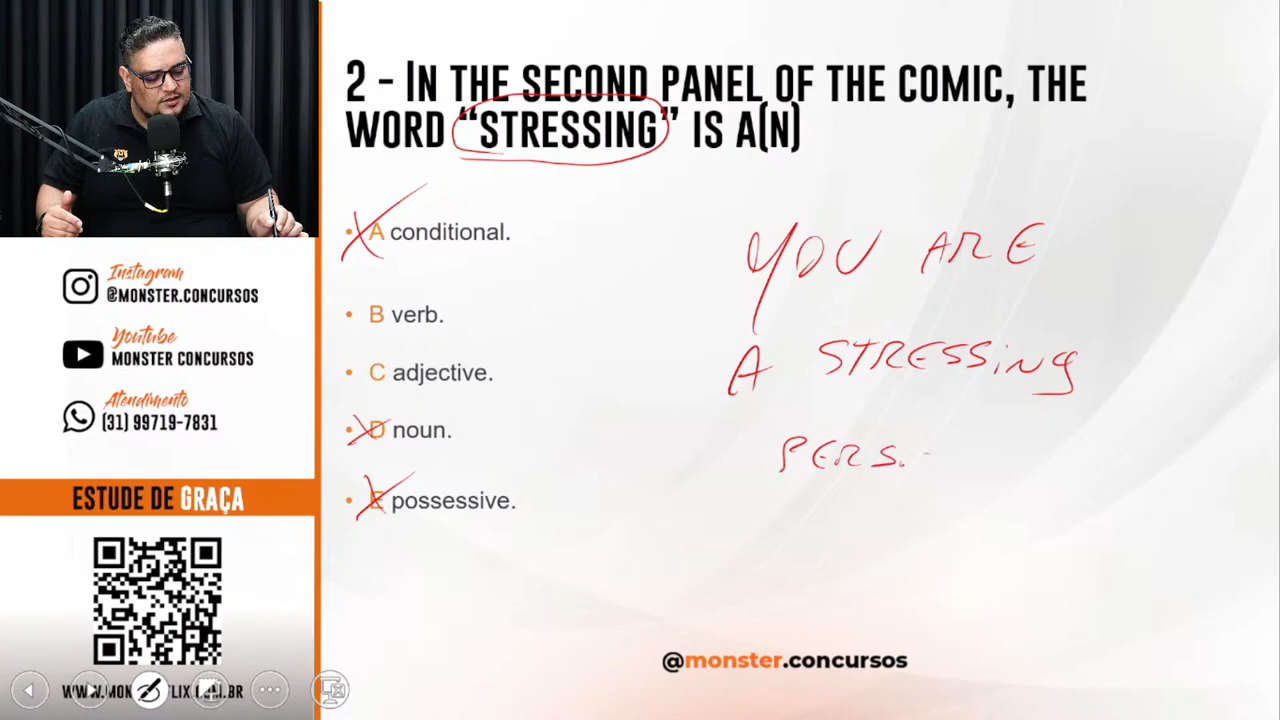 2 - IN THE SECOND PANEL OF THE COMIC, THE
WORD “STRESSING” IS A(N)
• A conditional.
• B verb.
• C adjective.
• D noun.
• E possessive.
YOU ARE
A STRESSING
PERS
Instagram
@MONSTER.CONCURSOS
Youtube
MONSTER CONCURSOS
Atendimento
(31) 99719-7831
ESTUDE DE GRAÇA
@monster.concursos